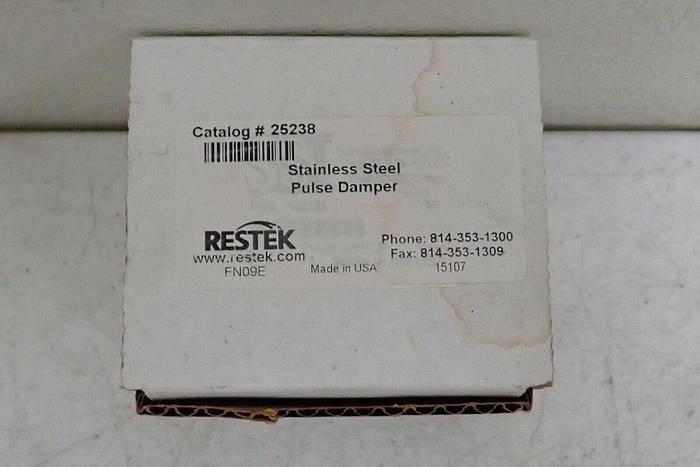 Catalog # 25238
Stainless Steel
Pulse Damper
RESTEK
www.restek.com
FN09E
Made in USA
Phone: 814-353-1300
Fax: 814-353-1309
15107